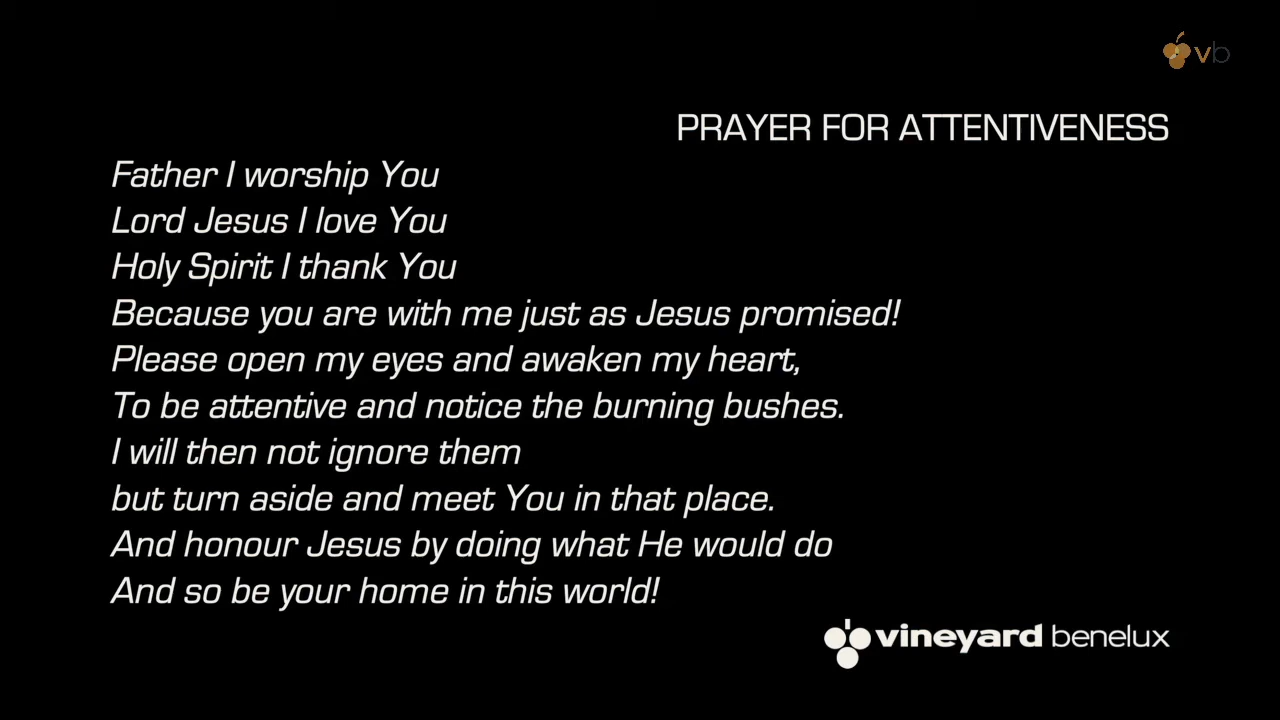 vb
PRAYER FOR ATTENTIVENESS
Father I worship You
Lord Jesus I love You
Holy Spirit I thank You
Because you are with me just as Jesus promised!
Please open my eyes and awaken my heart,
To be attentive and notice the burning bushes.
I will then not ignore them
but turn aside and meet You in that place.
And honour Jesus by doing what He would do
And so be your home in this world!
vineyard benelux